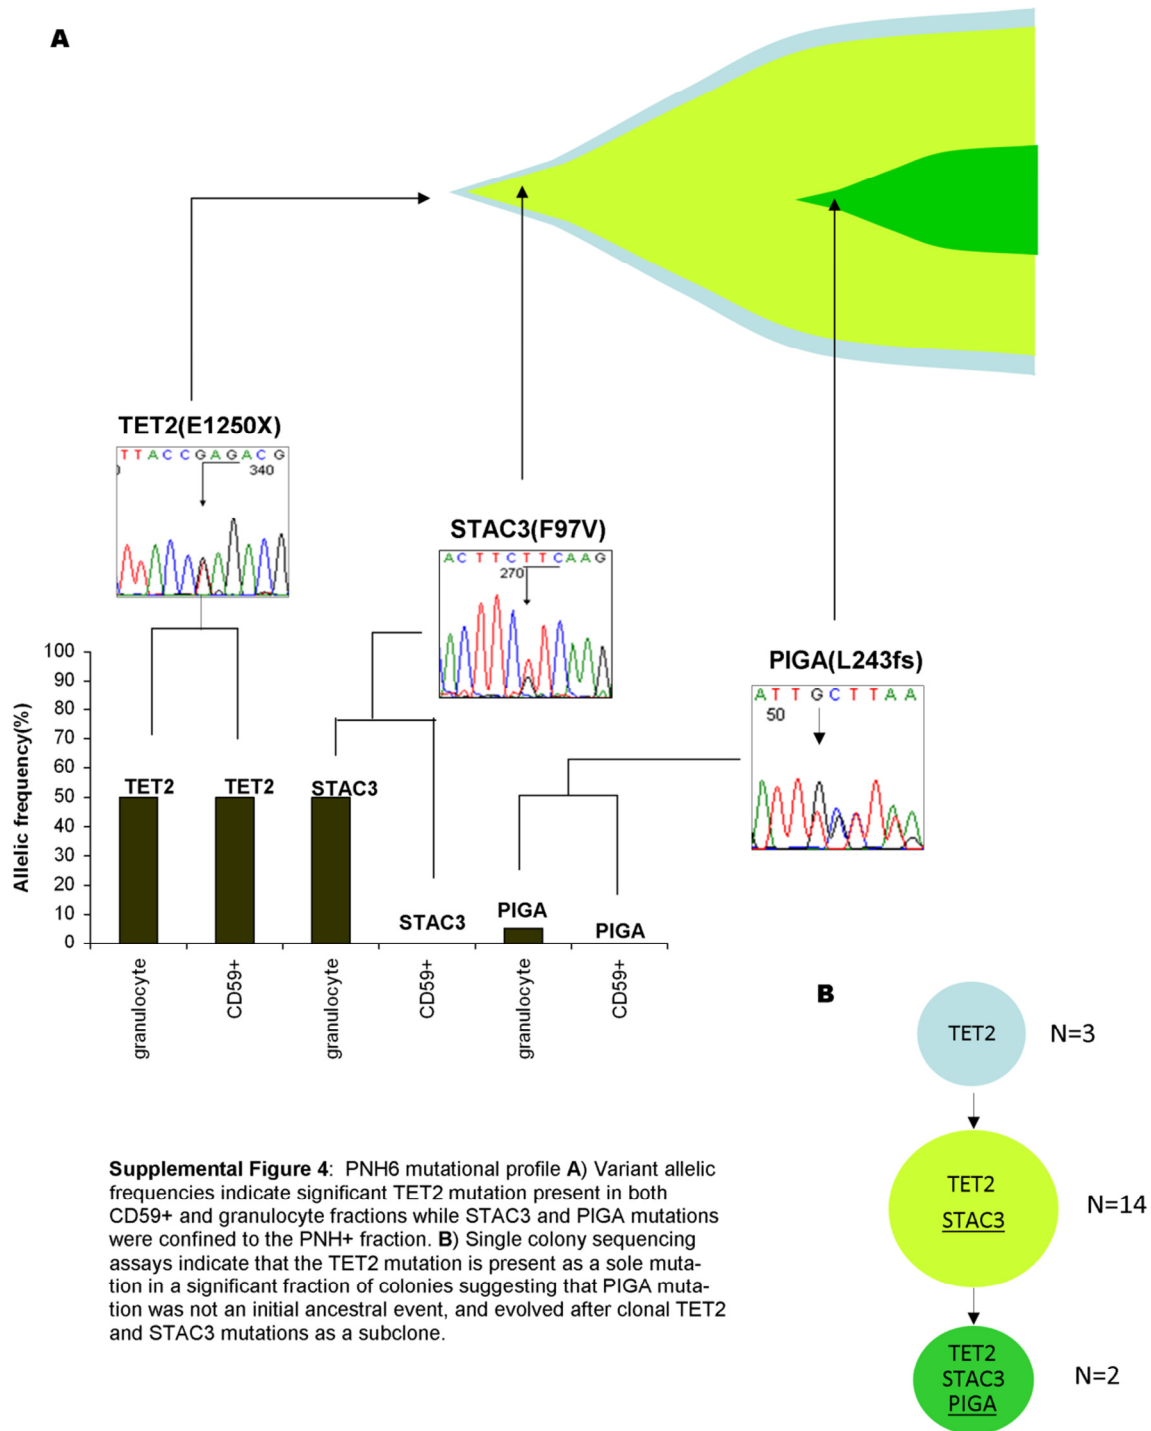 A
TET2(E1250X)
T T A C C G A G A C G
340
STAC3(F97V)
A C T T C T T C A A G
270
PIGA(L243fs)
A T T G C T T A A
50
Allelic frequency(%)
100
90
80
70
60
50
40
30
20
10
0
TET2
TET2
STAC3
STAC3
PIGA
PIGA
granulocyte
CD59+
granulocyte
CD59+
granulocyte
CD59+
B
TET2
N=3
TET2
STAC3
N=14
TET2
STAC3
PIGA
N=2
Supplemental Figure 4: PNH6 mutational profile A) Variant allelic
frequencies indicate significant TET2 mutation present in both
CD59+ and granulocyte fractions while STAC3 and PIGA mutations
were confined to the PNH+ fraction. B) Single colony sequencing
assays indicate that the TET2 mutation is present as a sole muta-
tion in a significant fraction of colonies suggesting that PIGA muta-
tion was not an initial ancestral event, and evolved after clonal TET2
and STAC3 mutations as a subclone.